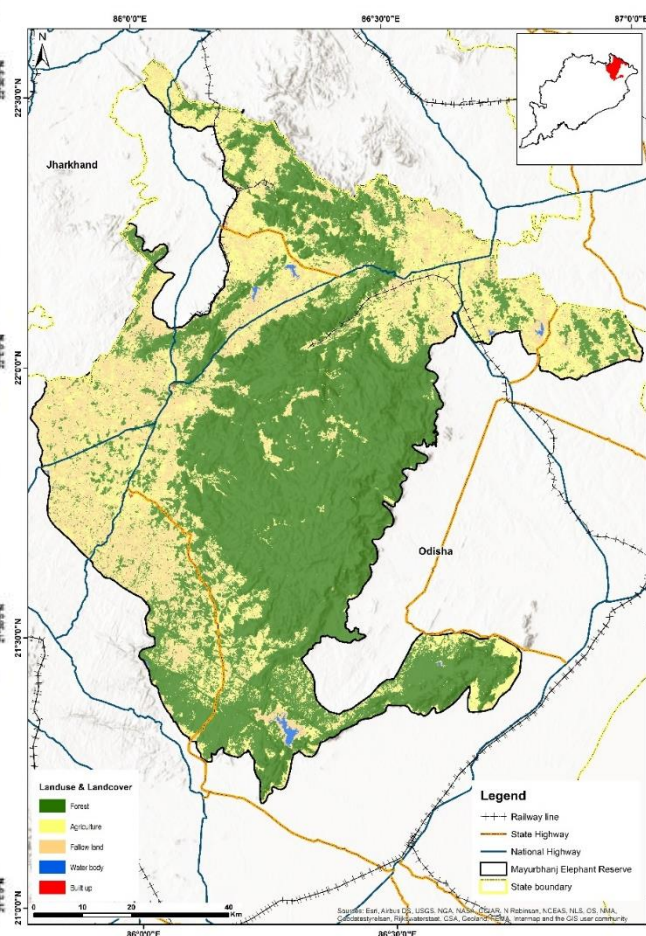 86°0'0"E 86°30'0"E 87°0'0"E
N
22°30'0"N
Jharkhand
22°0'0"N
Odisha
21°30'0"N
Landuse & Landcover
Forest
Agriculture
Fallow land
Water body
Built up
Legend
Railway line
State Highway
National Highway
Mayurbhanj Elephant Reserve
State boundary
21°0'0"N
0 10 20 40
Km
Sources: Esri, Airbus DS, USGS, NGA, NASA, CGIAR, N Robinson, NCEAS, NLS, OS, NMA,
Geodatastyrelsen, Rijkswaterstaat, GSA, Geoland, FEMA, Intermap and the GIS user community
86°0'0"E 86°30'0"E